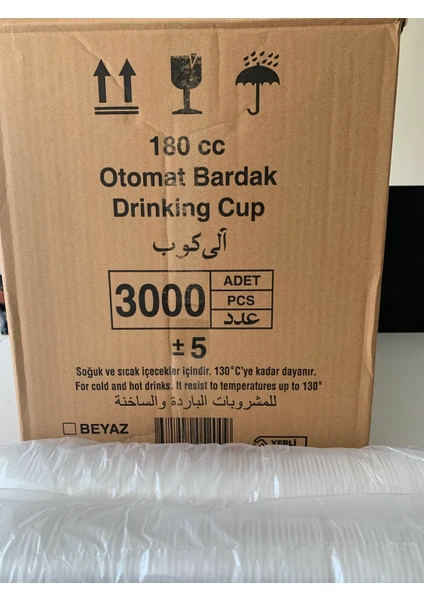 180 cc
Otomat Bardak
Drinking Cup
آلی كوب
3000
ADET
PCS
عدد
±5
Soğuk ve sıcak içecekler içindir. 130°C'ye kadar dayanır.
For cold and hot drinks. It resist to temperatures up to 130°
للمشروبات الباردة والساخنة
BEYAZ
YERLİ